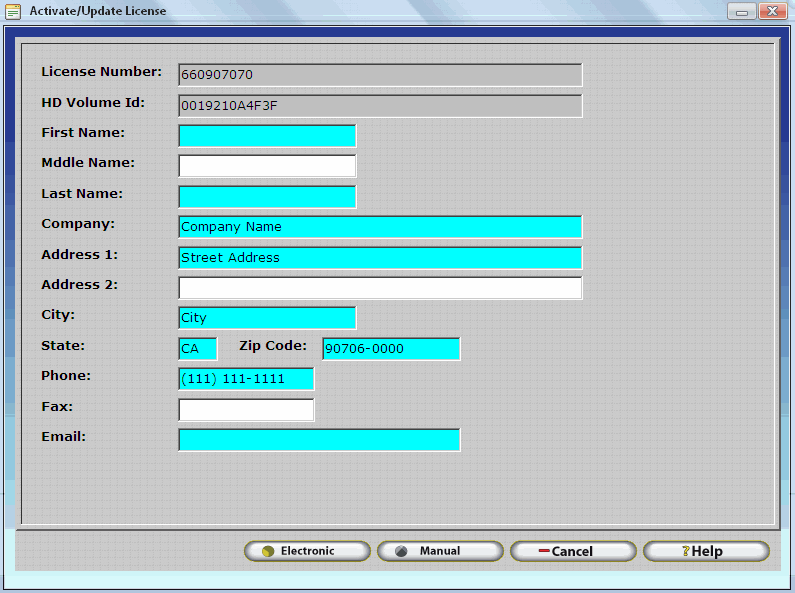 Activate/Update License
License Number: 660907070
HD Volume Id: 0019210A4F3F
First Name:
Mddle Name:
Last Name:
Company: Company Name
Address 1: Street Address
Address 2:
City: City
State: CA Zip Code: 90706-0000
Phone: (111) 111-1111
Fax:
Email:
Electronic Manual Cancel ?Help